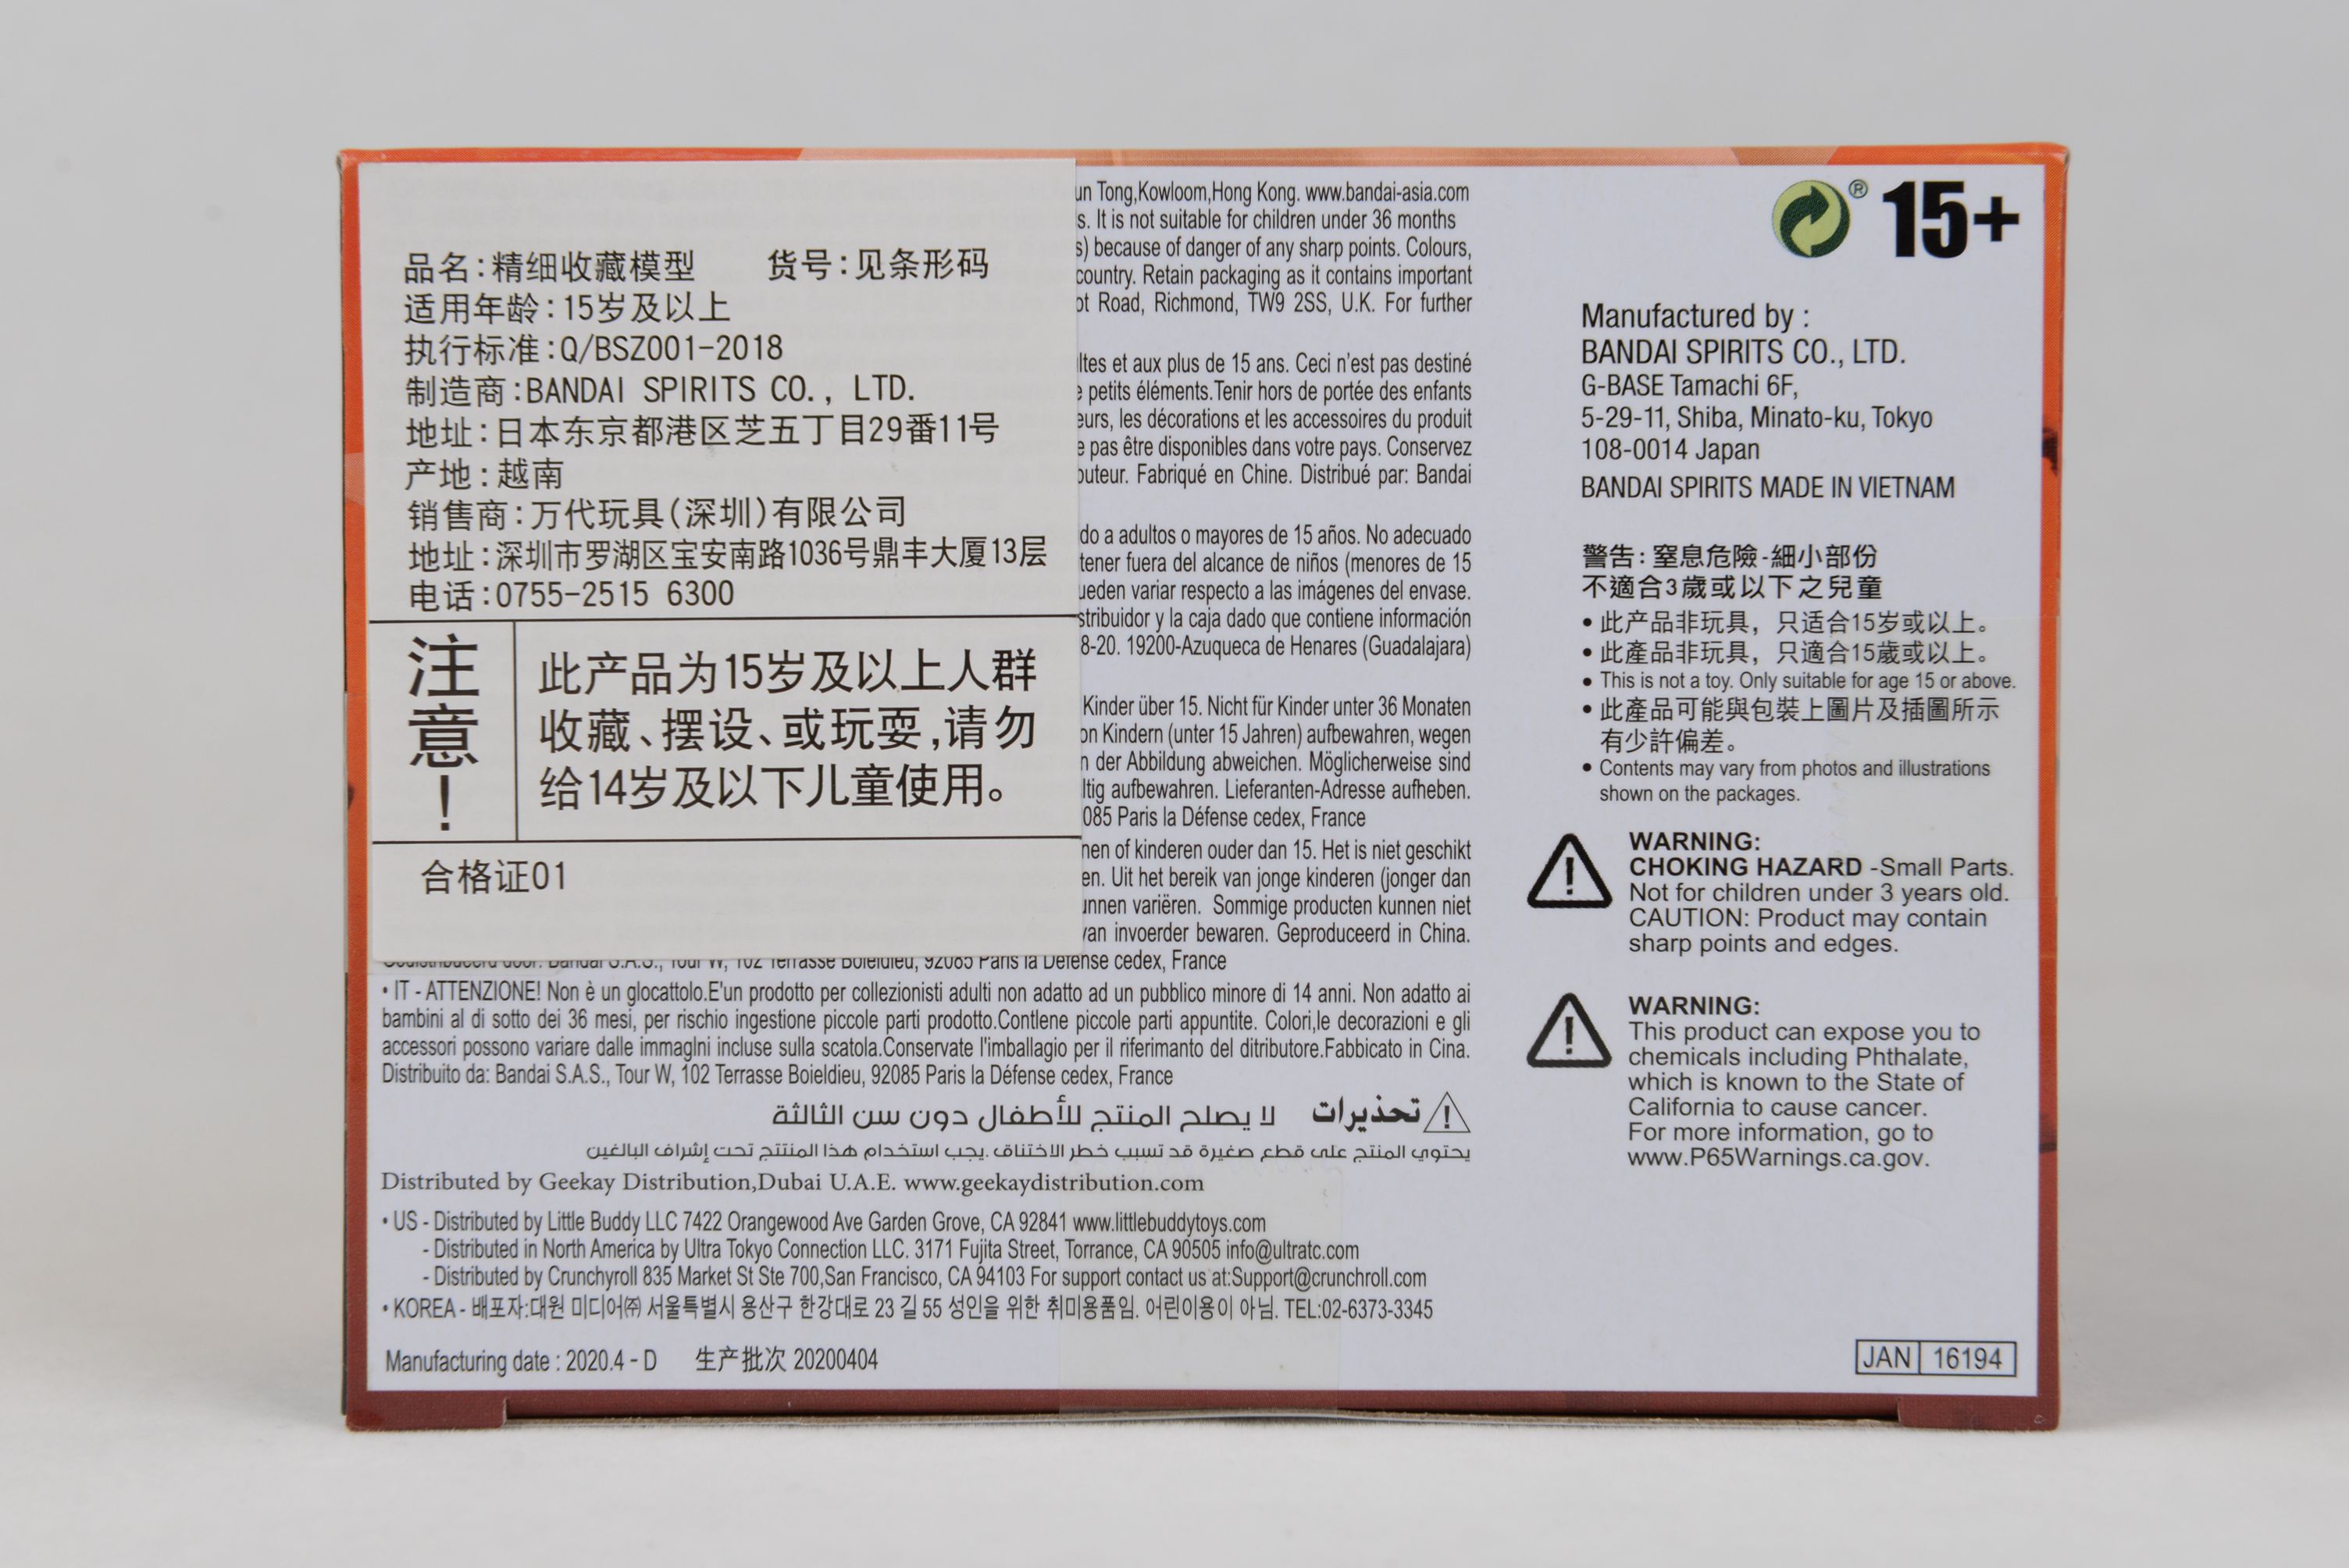 品名:精细收藏模型 货号:见条形码
适用年龄:15岁及以上
执行标准:Q/BSZ001-2018
制造商:BANDAI SPIRITS CO., LTD.
地址:日本东京都港区芝五丁目29番11号
产地:越南
销售商:万代玩具(深圳)有限公司
地址:深圳市罗湖区宝安南路1036号鼎丰大厦13层
电话:0755-2515 6300
注意!
此产品为15岁及以上人群
收藏、摆设、或玩耍,请勿
给14岁及以下儿童使用。
合格证01
Tong,Kowloom,Hong Kong. www.bandai-asia.com
It is not suitable for children under 36 months
because of danger of any sharp points. Colours,
country. Retain packaging as it contains important
Road, Richmond, TW9 2SS, U.K. For further
et aux plus de 15 ans. Ceci n'est pas destiné
petits éléments.Tenir hors de portée des enfants
les décorations et les accessoires du produit
pas être disponibles dans votre pays. Conservez
Fabriqué en Chine. Distribué par: Bandai
a adultos o mayores de 15 años. No adecuado
tener fuera del alcance de niños (menores de 15
variar respecto a las imágenes del envase.
y la caja dado que contiene información
8-20. 19200-Azuqueca de Henares (Guadalajara)
Kinder über 15. Nicht für Kinder unter 36 Monaten
Kindern (unter 15 Jahren) aufbewahren, wegen
der Abbildung abweichen. Möglicherweise sind
aufbewahren. Lieferanten-Adresse aufheben.
085 Paris la Défense cedex, France
of kinderen ouder dan 15. Het is niet geschikt
Uit het bereik van jonge kinderen (jonger dan
variëren. Sommige producten kunnen niet
van invoerder bewaren. Geproduceerd in China.
Terrasse Boieldieu, 92085 Paris la Défense cedex, France
• IT - ATTENZIONE! Non è un glocattolo.E'un prodotto per collezionisti adulti non adatto ad un pubblico minore di 14 anni. Non adatto ai
bambini al di sotto dei 36 mesi, per rischio ingestione piccole parti prodotto.Contlene piccole parti appuntite. Colori,le decorazioni e gli
accessori possono variare dalle immaglni incluse sulla scatola.Conservate l'imballagio per il riferimanto del ditributore.Fabbicato in Cina.
Distribuito da: Bandai S.A.S., Tour W, 102 Terrasse Boieldieu, 92085 Paris la Défense cedex, France
تحذيرات لا يصلح المنتج للأطفال دون سن الثالثة
يحتوي المنتج على قطع صغيرة قد تسبب خطر الاختناق. يجب استخدام هذا المنتتج تحت إشراف البالغين
Distributed by Geekay Distribution,Dubai U.A.E. www.geekaydistribution.com
• US - Distributed by Little Buddy LLC 7422 Orangewood Ave Garden Grove, CA 92841 www.littlebuddytoys.com
- Distributed in North America by Ultra Tokyo Connection LLC. 3171 Fujita Street, Torrance, CA 90505 info@ultratc.com
- Distributed by Crunchyroll 835 Market St Ste 700,San Francisco, CA 94103 For support contact us at:Support@crunchroll.com
• KOREA - 배포자:대원 미디어㈜ 서울특별시 용산구 한강대로 23 길 55 성인을 위한 취미용품임. 어린이용이 아님. TEL:02-6373-3345
Manufacturing date : 2020.4 - D 生产批次 20200404
® 15+
Manufactured by :
BANDAI SPIRITS CO., LTD.
G-BASE Tamachi 6F,
5-29-11, Shiba, Minato-ku, Tokyo
108-0014 Japan
BANDAI SPIRITS MADE IN VIETNAM
警告: 窒息危險-細小部份
不適合3歲或以下之兒童
• 此产品非玩具，只适合15岁或以上。
• 此產品非玩具，只適合15歲或以上。
• This is not a toy. Only suitable for age 15 or above.
• 此產品可能與包裝上圖片及插圖所示
有少許偏差。
• Contents may vary from photos and illustrations
shown on the packages.
WARNING:
CHOKING HAZARD -Small Parts.
Not for children under 3 years old.
CAUTION: Product may contain
sharp points and edges.
WARNING:
This product can expose you to
chemicals including Phthalate,
which is known to the State of
California to cause cancer.
For more information, go to
www.P65Warnings.ca.gov.
JAN 16194